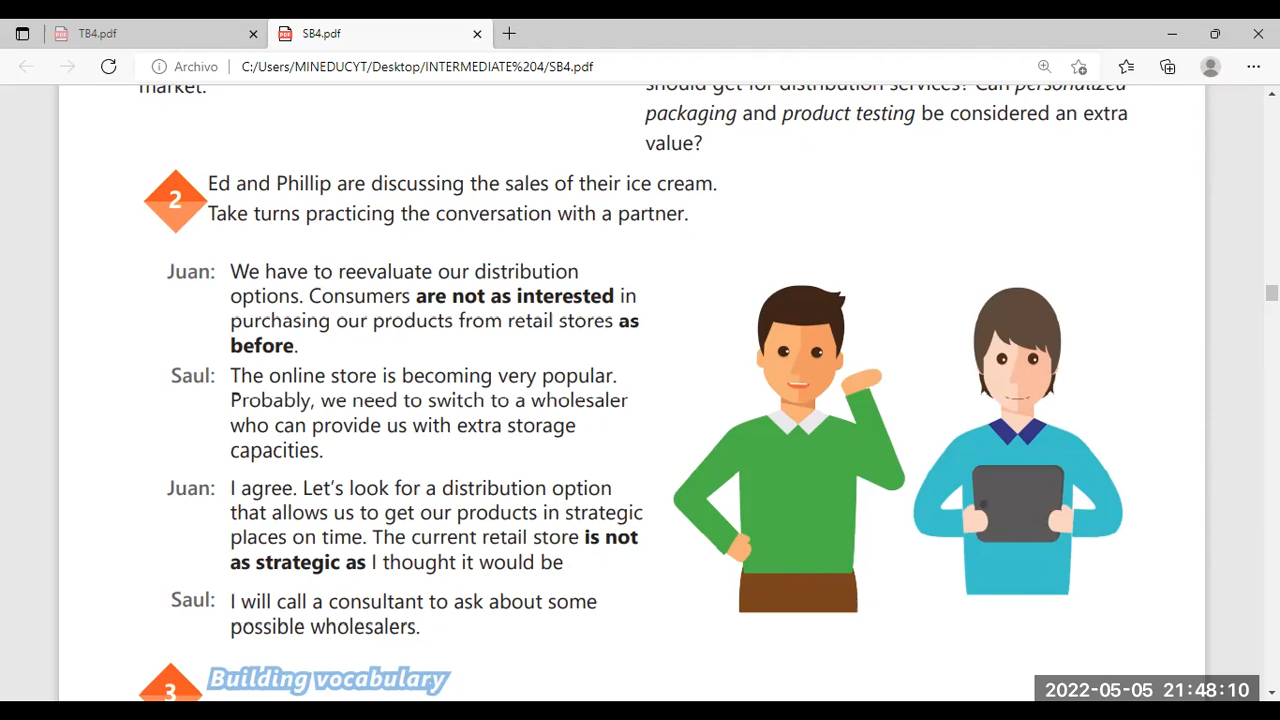 TB4.pdf
SB4.pdf
Archivo
C:/Users/MINEDUCYT/Desktop/INTERMEDIATE%204/SB4.pdf
market.
should get for distribution services? Can personalized
packaging and product testing be considered an extra
value?
2
Ed and Phillip are discussing the sales of their ice cream.
Take turns practicing the conversation with a partner.
Juan: We have to reevaluate our distribution
options. Consumers are not as interested in
purchasing our products from retail stores as
before.
Saul: The online store is becoming very popular.
Probably, we need to switch to a wholesaler
who can provide us with extra storage
capacities.
Juan: I agree. Let's look for a distribution option
that allows us to get our products in strategic
places on time. The current retail store is not
as strategic as I thought it would be
Saul: I will call a consultant to ask about some
possible wholesalers.
3
Building vocabulary
2022-05-05 21:48:10